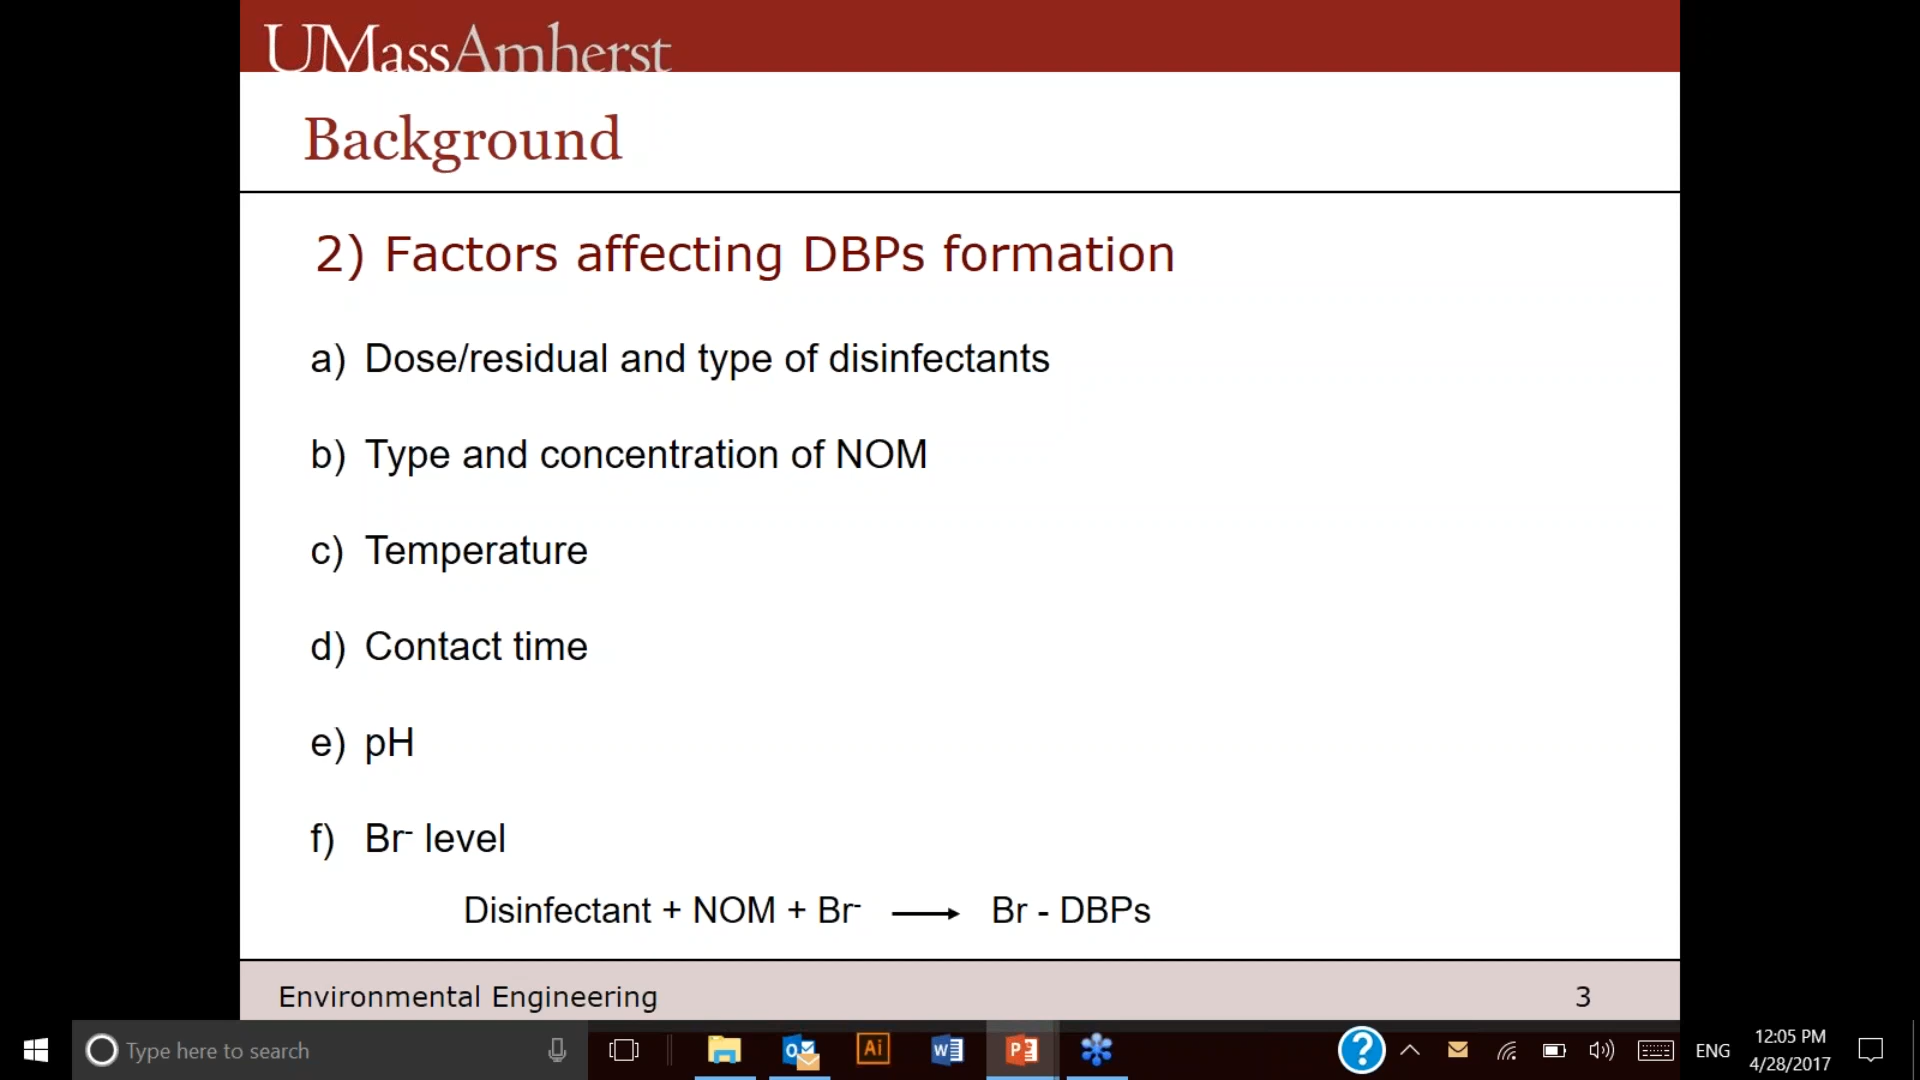 UMassAmherst
Background
2) Factors affecting DBPs formation
a) Dose/residual and type of disinfectants
b) Type and concentration of NOM
c) Temperature
d) Contact time
e) pH
f) Br⁻ level
Disinfectant + NOM + Br⁻ ⟶ Br - DBPs
Environmental Engineering 3
Type here to search Ai ENG 12:05 PM
4/28/2017